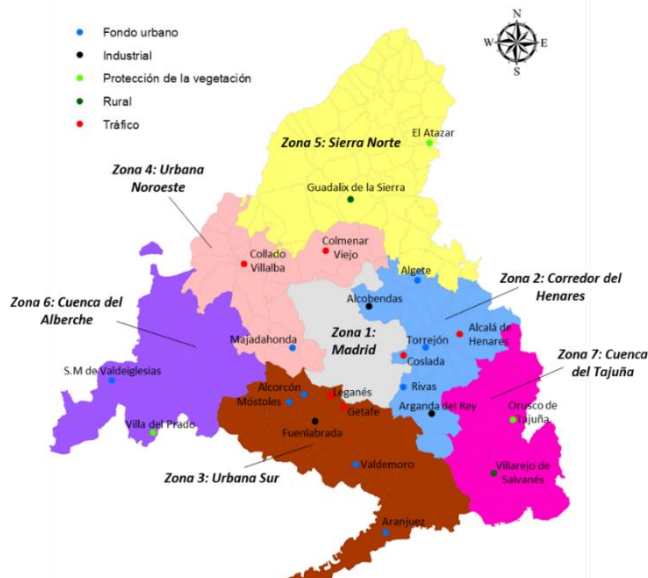 Fondo urbano
Industrial
Protección de la vegetación
Rural
Tráfico
N
W
E
S
El Atazar
Zona 5: Sierra Norte
Zona 4: Urbana
Noroeste
Guadalix de la Sierra
Colmenar
Viejo
Collado
Villalba
Algete
Zona 2: Corredor del
Henares
Zona 6: Cuenca del
Alberche
Alcobendas
Zona 1:
Madrid
Majadahonda
Torrejón
Alcalá de
Henares
Coslada
Zona 7: Cuenca
del Tajuña
S.M de Valdeiglesias
Alcorcón
Leganés
Rivas
Móstoles
Getafe
Arganda del Rey
Orusco de
Tajuña
Villa del Prado
Fuenlabrada
Zona 3: Urbana Sur
Valdemoro
Villarejo de
Salvanés
Aranjuez